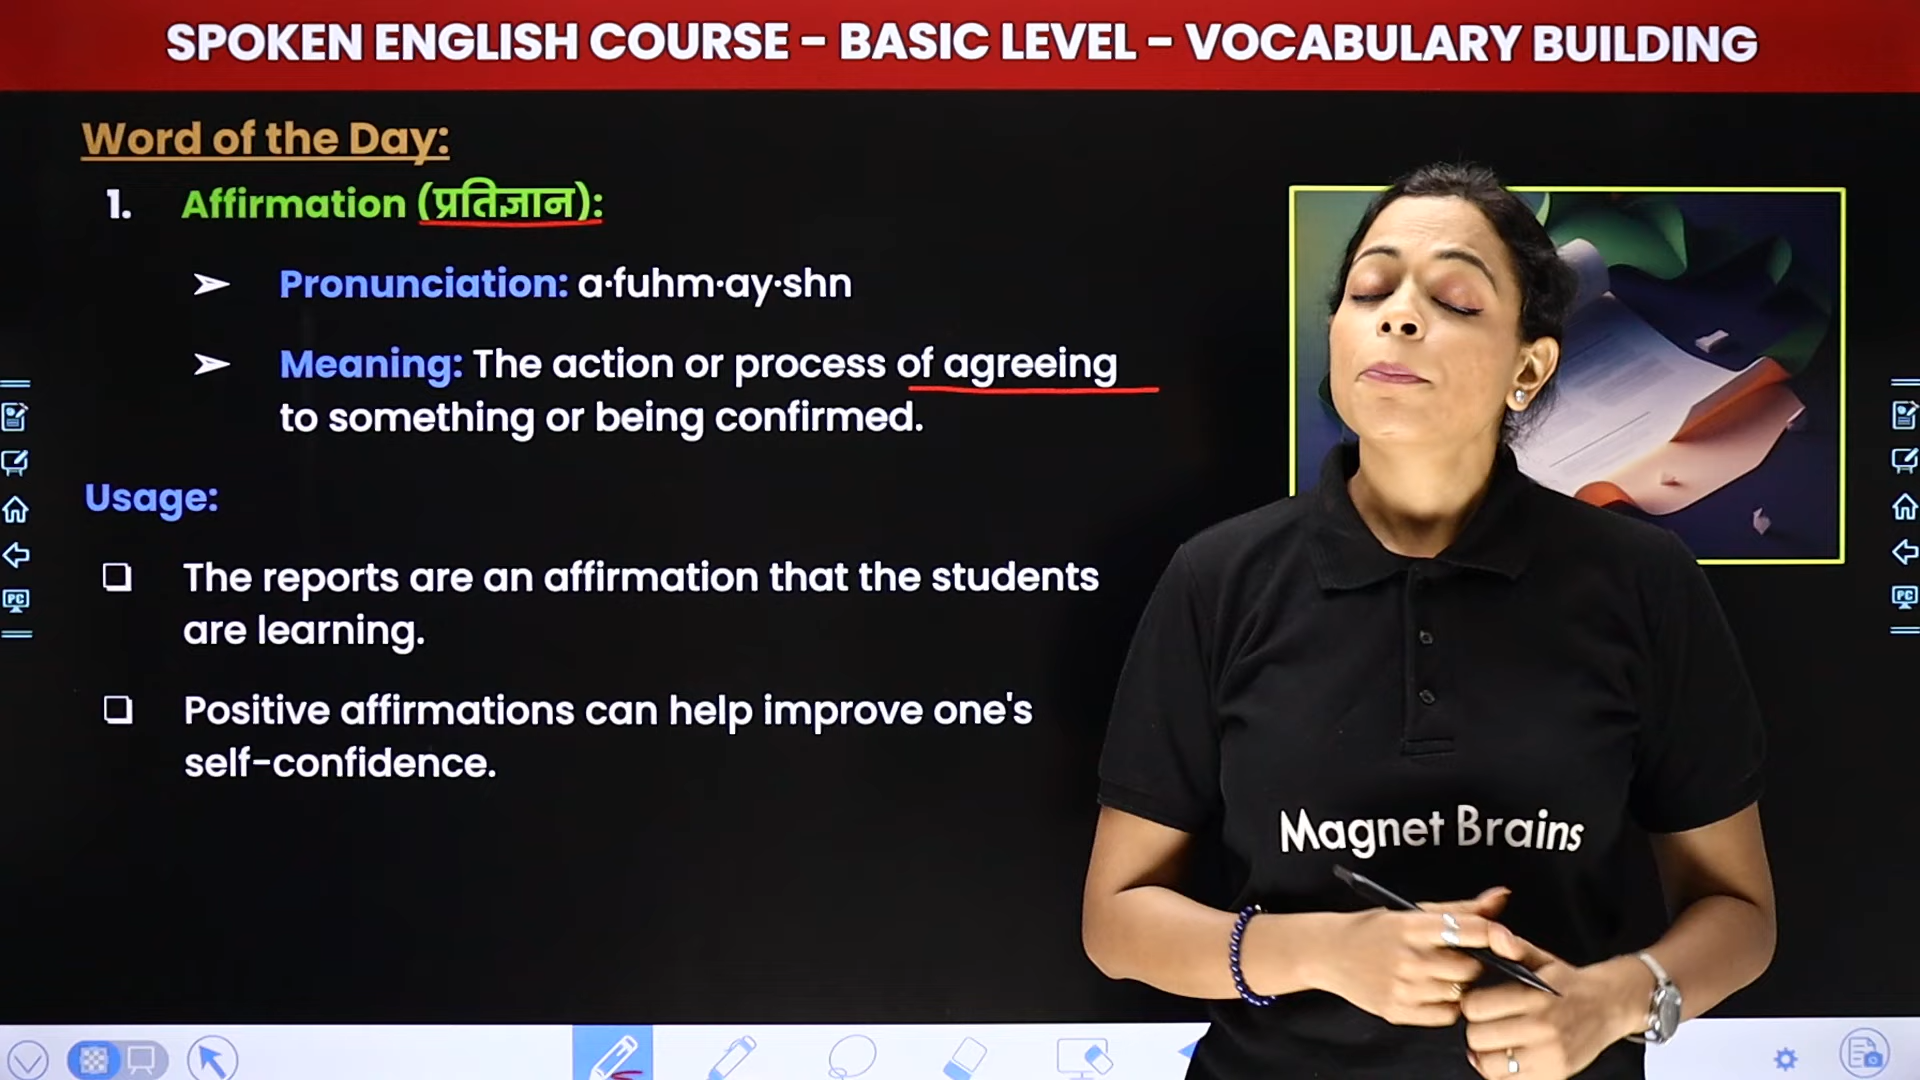 SPOKEN ENGLISH COURSE - BASIC LEVEL - VOCABULARY BUILDING
Word of the Day:
1. Affirmation (प्रतिज्ञान):
➢ Pronunciation: a·fuhm·ay·shn
➢ Meaning: The action or process of agreeing
to something or being confirmed.
Usage:
❑ The reports are an affirmation that the students
are learning.
❑ Positive affirmations can help improve one's
self-confidence.
Magnet Brains
PC
PC